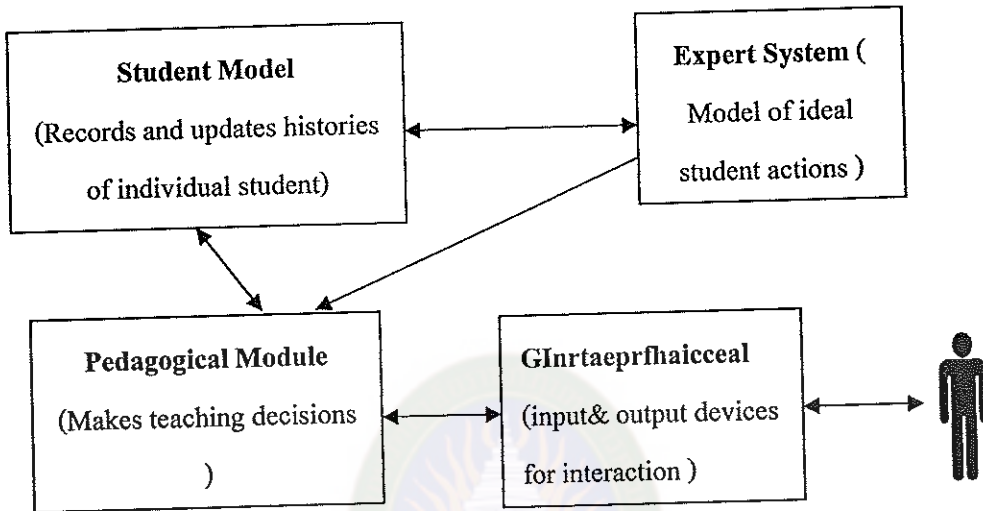 Student Model
(Records and updates histories
of individual student)
Expert System (
Model of ideal
student actions )
Pedagogical Module
(Makes teaching decisions
)
GInrtaeprfhaicceal
(input& output devices
for interaction )